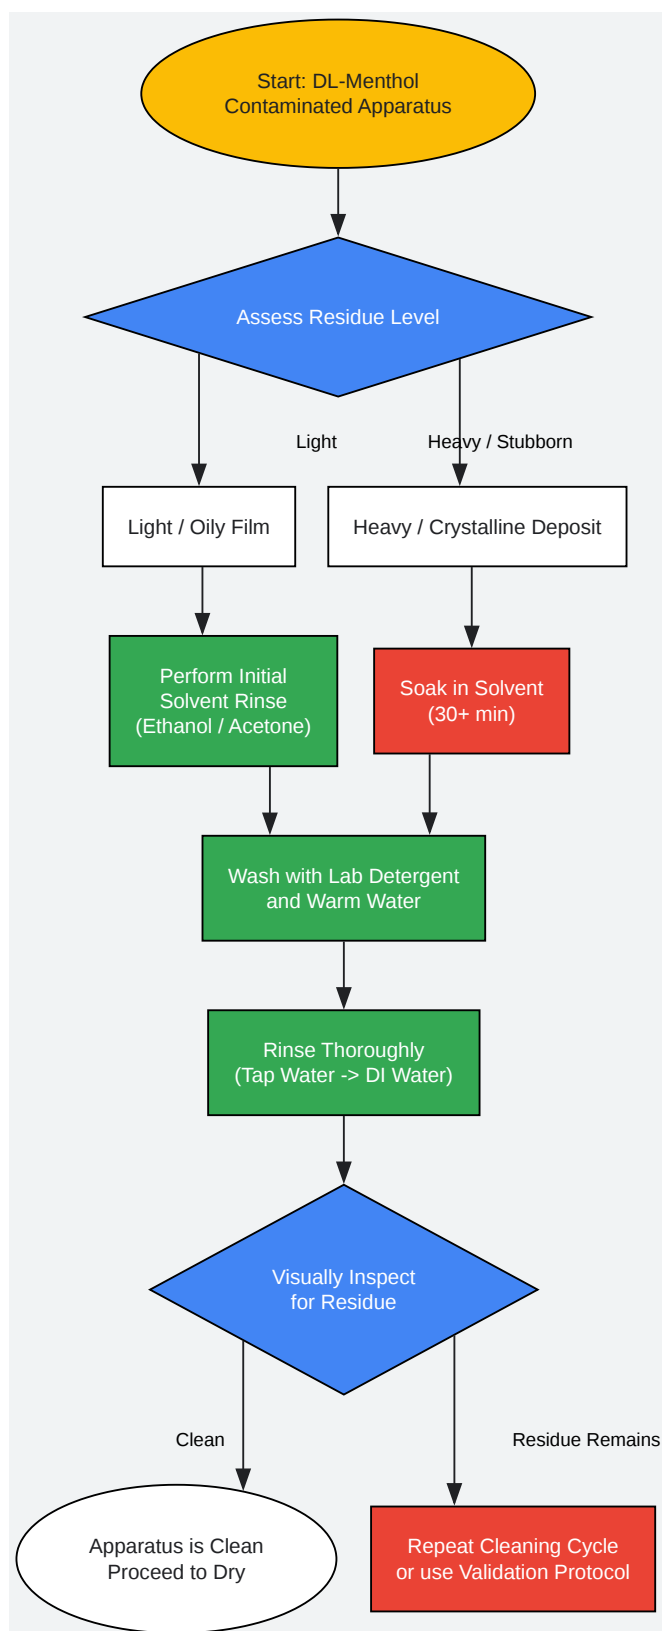 Start: DL-Menthol
Contaminated Apparatus
Assess Residue Level
Light
Heavy / Stubborn
Light / Oily Film
Heavy / Crystalline Deposit
Perform Initial
Solvent Rinse
(Ethanol / Acetone)
Soak in Solvent
(30+ min)
Wash with Lab Detergent
and Warm Water
Rinse Thoroughly
(Tap Water -> DI Water)
Visually Inspect
for Residue
Clean
Residue Remains
Apparatus is Clean
Proceed to Dry
Repeat Cleaning Cycle
or use Validation Protocol